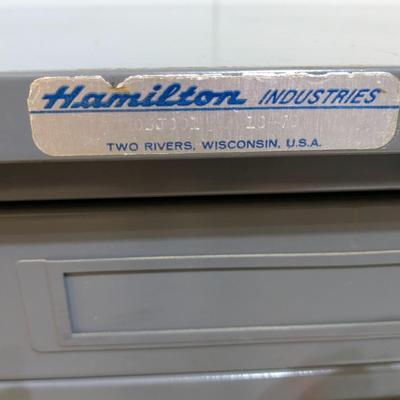 Hamilton INDUSTRIES
TWO RIVERS, WISCONSIN, U.S.A.